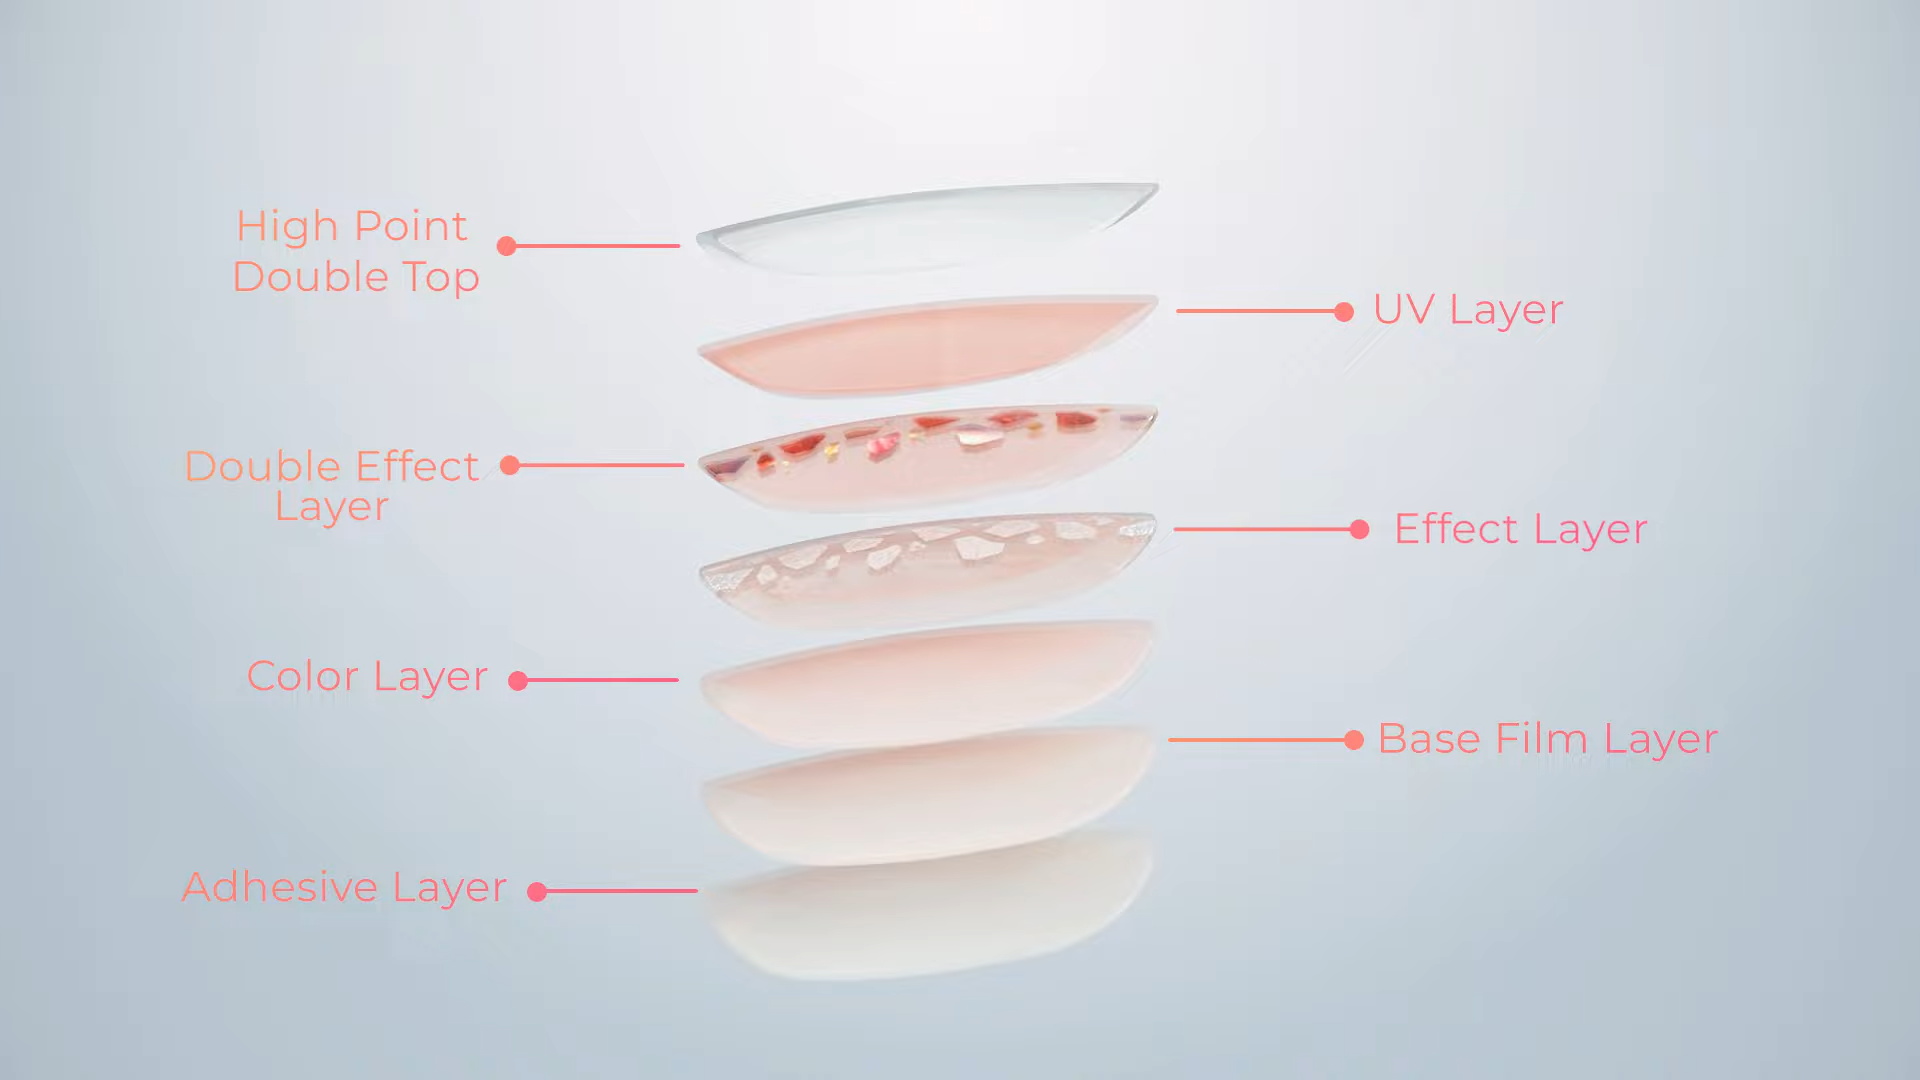 High Point
Double Top
UV Layer
Double Effect
Layer
Effect Layer
Color Layer
Base Film Layer
Adhesive Layer